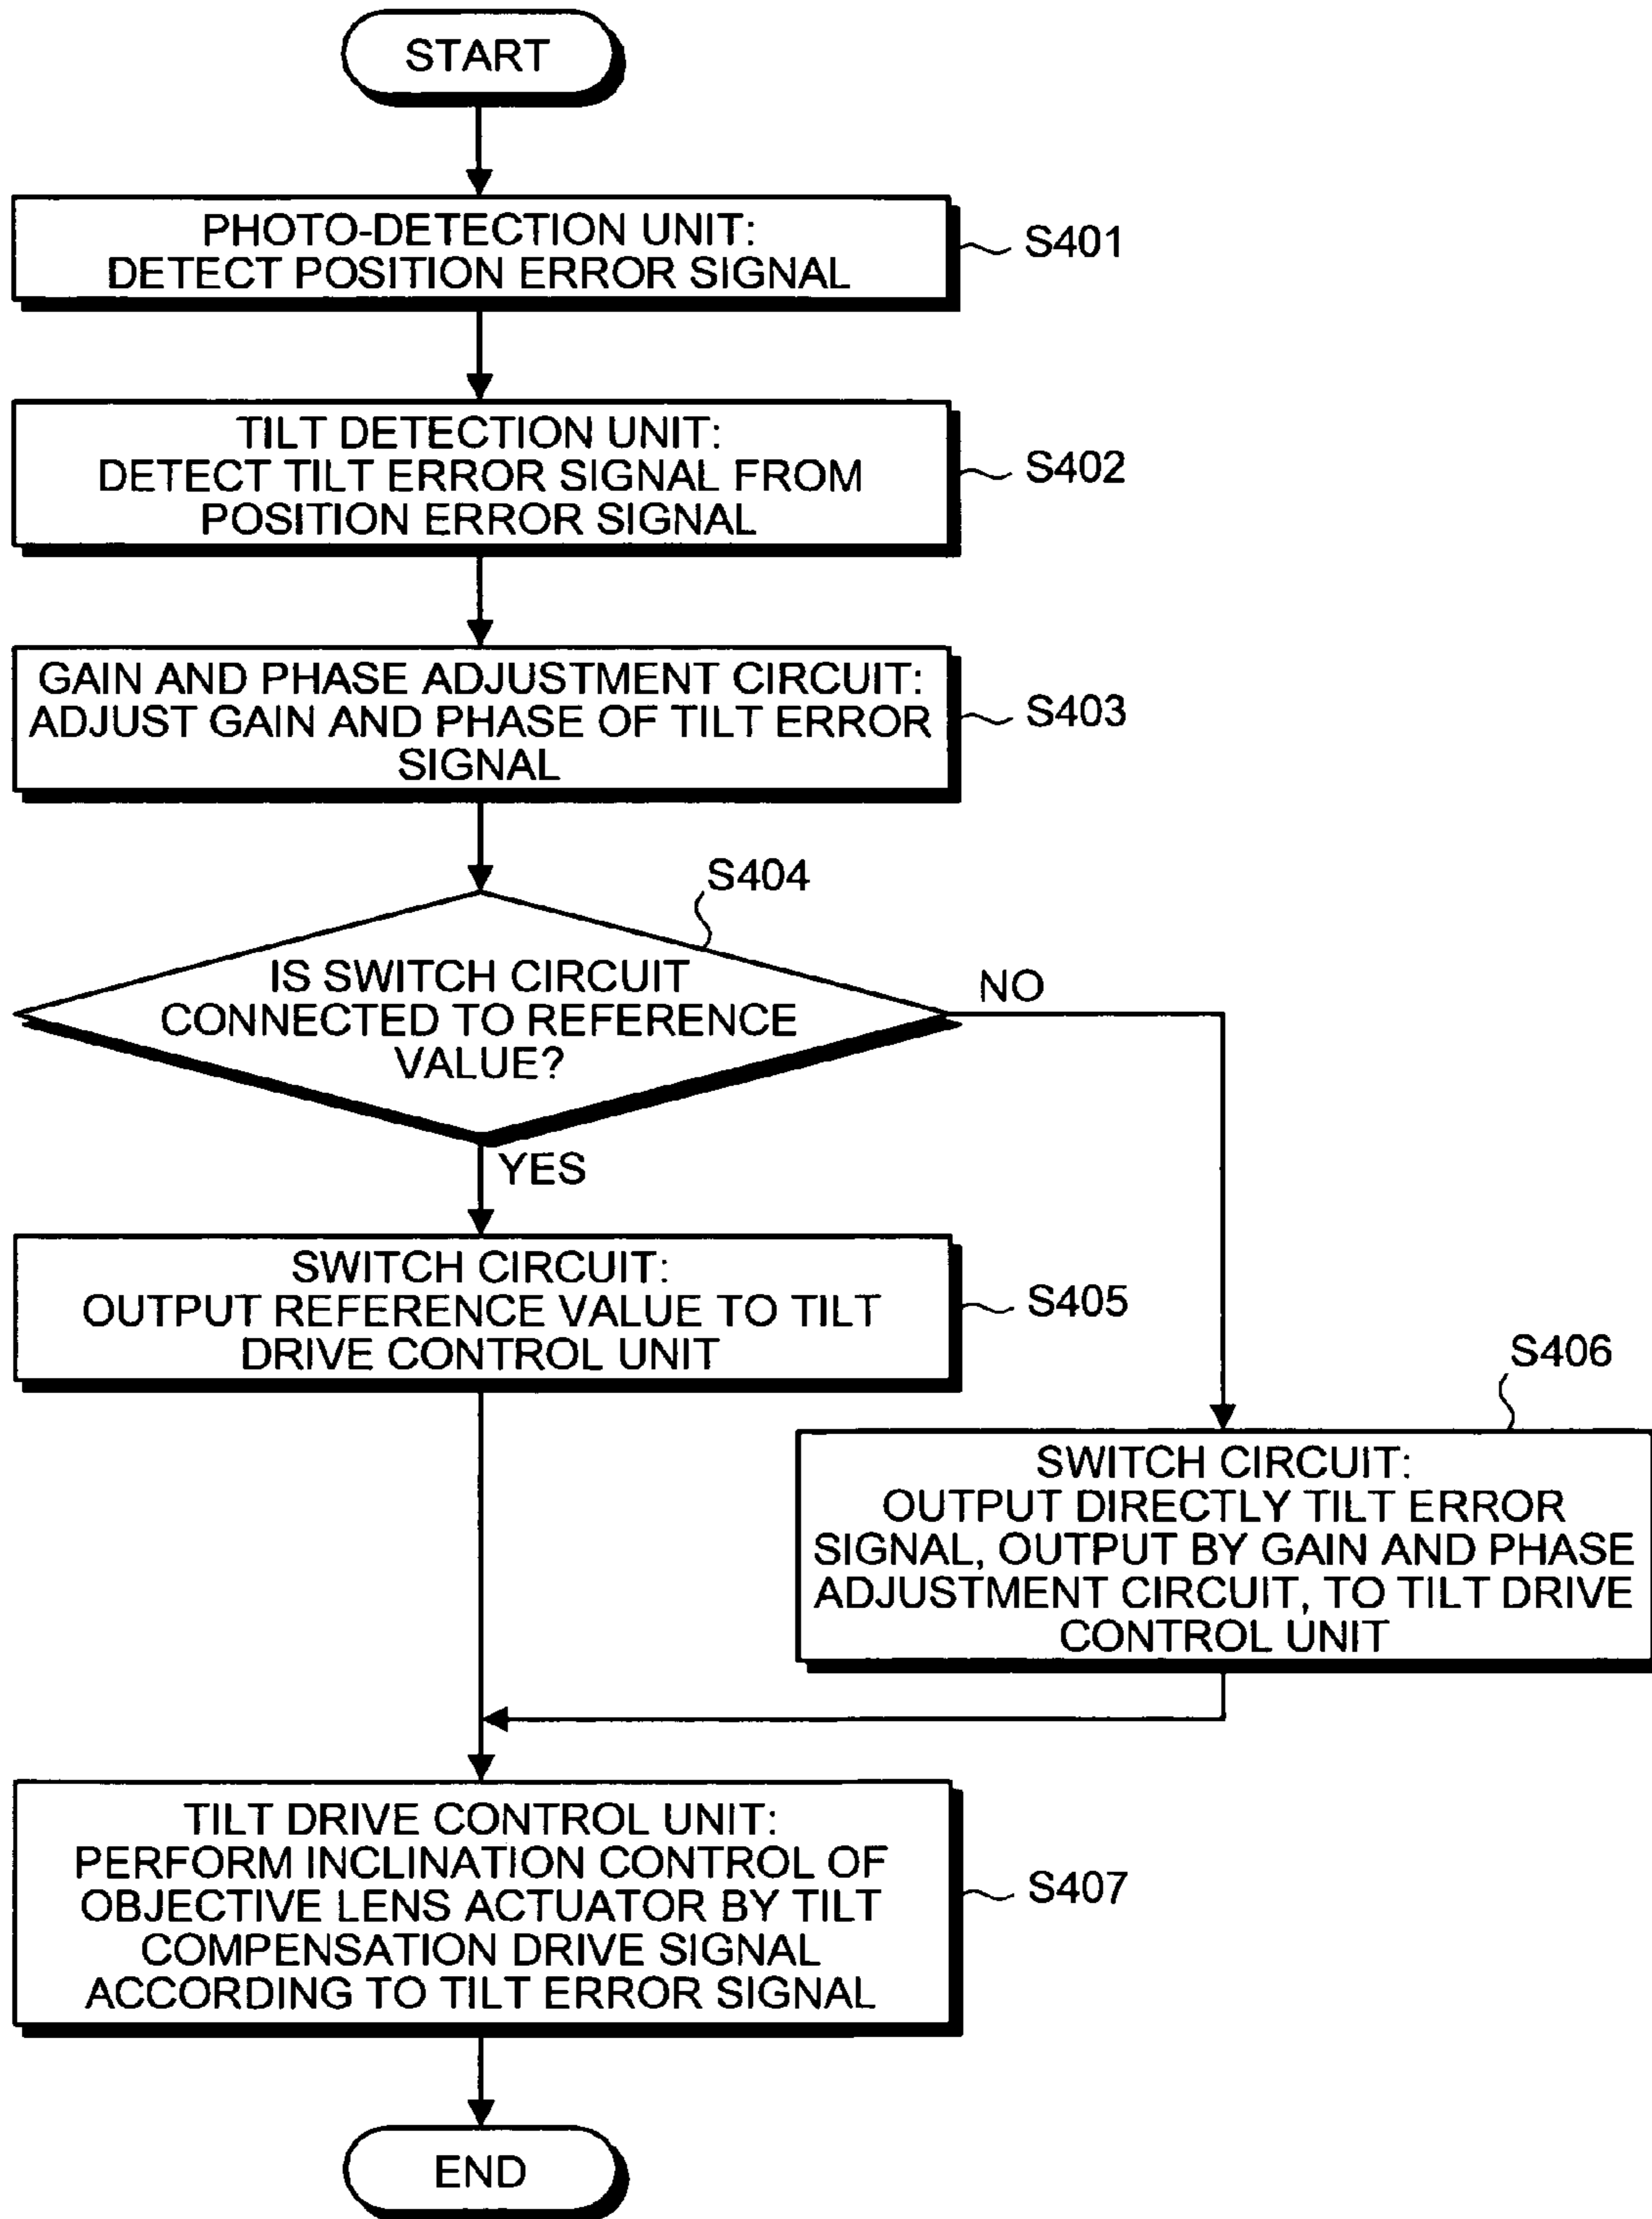 START
PHOTO-DETECTION UNIT:
DETECT POSITION ERROR SIGNAL
S401
TILT DETECTION UNIT:
DETECT TILT ERROR SIGNAL FROM
POSITION ERROR SIGNAL
S402
GAIN AND PHASE ADJUSTMENT CIRCUIT:
ADJUST GAIN AND PHASE OF TILT ERROR
SIGNAL
S403
S404
IS SWITCH CIRCUIT
CONNECTED TO REFERENCE
VALUE?
NO
YES
SWITCH CIRCUIT:
OUTPUT REFERENCE VALUE TO TILT
DRIVE CONTROL UNIT
S405
S406
SWITCH CIRCUIT:
OUTPUT DIRECTLY TILT ERROR
SIGNAL, OUTPUT BY GAIN AND PHASE
ADJUSTMENT CIRCUIT, TO TILT DRIVE
CONTROL UNIT
TILT DRIVE CONTROL UNIT:
PERFORM INCLINATION CONTROL OF
OBJECTIVE LENS ACTUATOR BY TILT
COMPENSATION DRIVE SIGNAL
ACCORDING TO TILT ERROR SIGNAL
S407
END